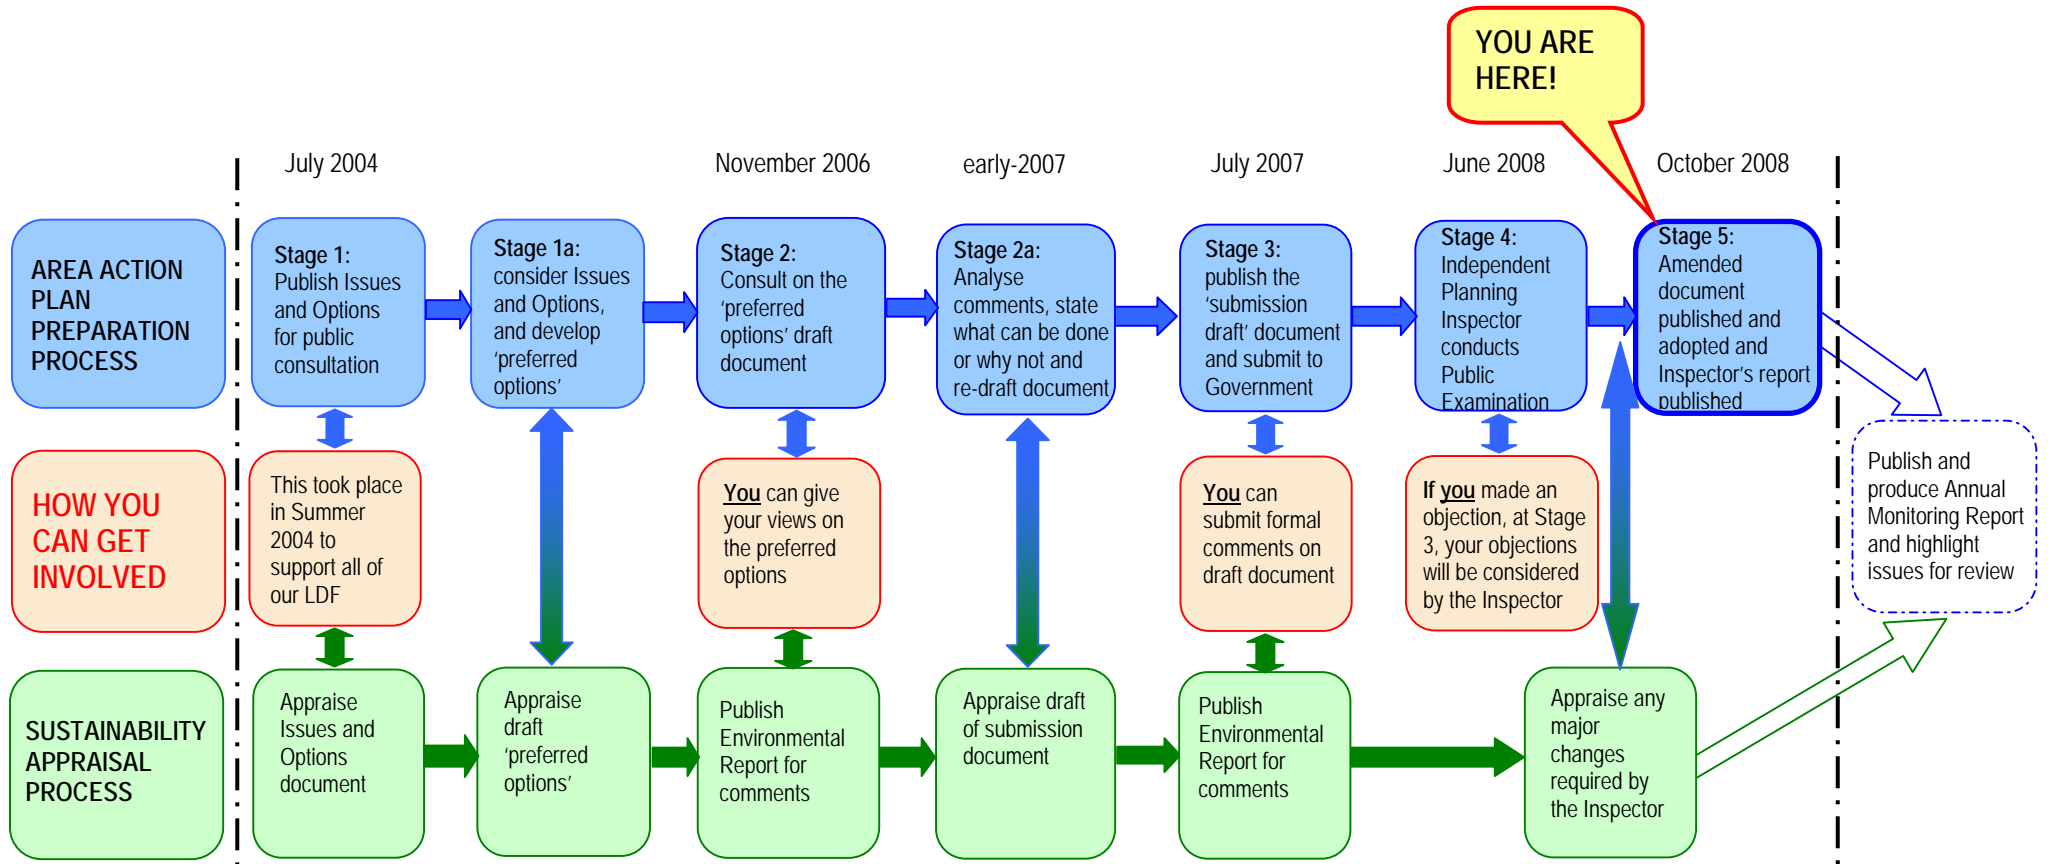 YOU ARE
HERE!
July 2004
November 2006
early-2007
July 2007
June 2008
October 2008
AREA ACTION
PLAN
PREPARATION
PROCESS
Stage 1:
Publish Issues
and Options
for public
consultation
Stage 1a:
consider Issues
and Options,
and develop
‘preferred
options’
Stage 2:
Consult on the
‘preferred
options’ draft
document
Stage 2a:
Analyse
comments, state
what can be done
or why not and
re-draft document
Stage 3:
publish the
‘submission
draft’ document
and submit to
Government
Stage 4:
Independent
Planning
Inspector
conducts
Public
Examination
Stage 5:
Amended
document
published and
adopted and
Inspector’s report
published
HOW YOU
CAN GET
INVOLVED
This took place
in Summer
2004 to
support all of
our LDF
You can give
your views on
the preferred
options
You can
submit formal
comments on
draft document
If you made an
objection, at Stage
3, your objections
will be considered
by the Inspector
Publish and
produce Annual
Monitoring Report
and highlight
issues for review
SUSTAINABILITY
APPRAISAL
PROCESS
Appraise
Issues and
Options
document
Appraise
draft
‘preferred
options’
Publish
Environmental
Report for
comments
Appraise draft
of submission
document
Publish
Environmental
Report for
comments
Appraise any
major
changes
required by
the Inspector